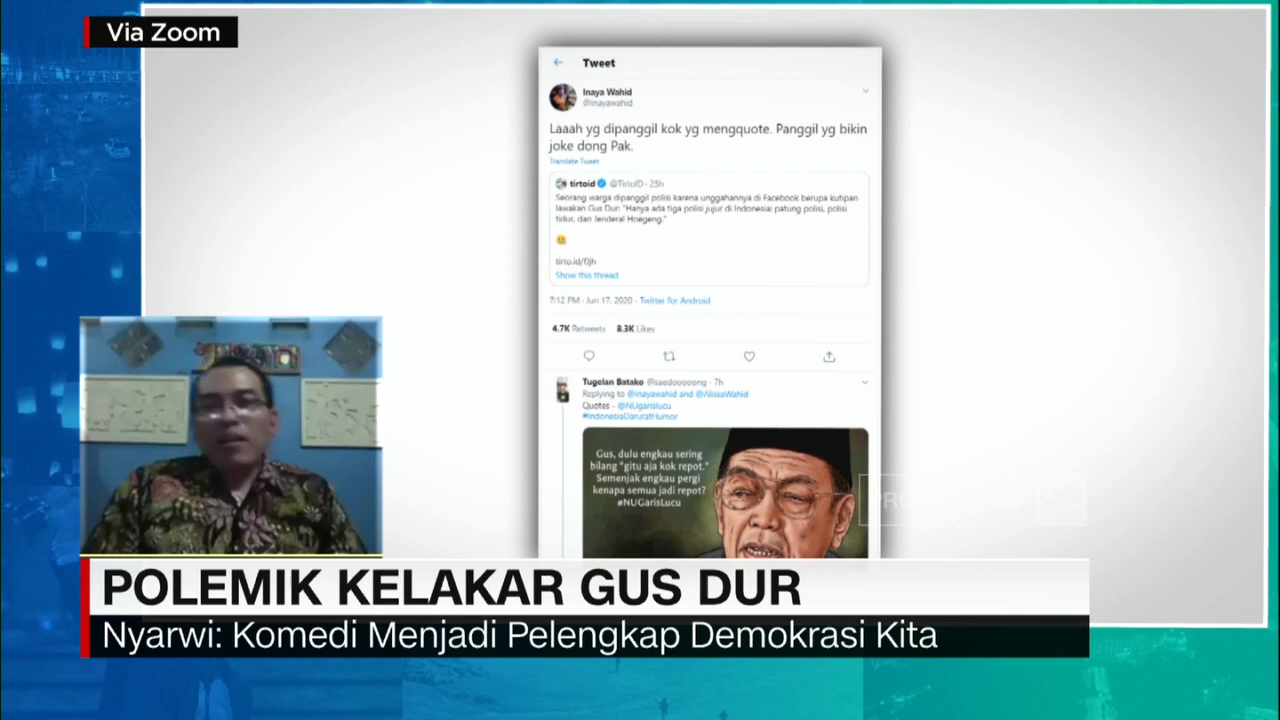 Via Zoom
Tweet
Inaya Wahid
@inayawahid
Laaah yg dipanggil kok yg mengquote. Panggil yg bikin
joke dong Pak.
Translate Tweet
tirtoid @TirtoID · 23h
Seorang warga dipanggil polisi karena unggahannya di Facebook berupa kutipan
lawakan Gus Dur: "Hanya ada tiga polisi jujur di Indonesia: patung polisi, polisi
tidur, dan Jenderal Hoegeng."
Show this thread
7:12 PM · Jun 17, 2020 · Twitter for Android
4.7K Retweets 8.3K Likes
Tugelan Batako · 7h
Replying to @inayawahid and @AlissaWahid
Quotes - @NUgarislucu
#IndonesiaDaruratHumor
Gus, dulu engkau sering
bilang "gitu aja kok repot."
Semenjak engkau pergi
kenapa semua jadi repot?
#NUGarisLucu
POLEMIK KELAKAR GUS DUR
Nyarwi: Komedi Menjadi Pelengkap Demokrasi Kita